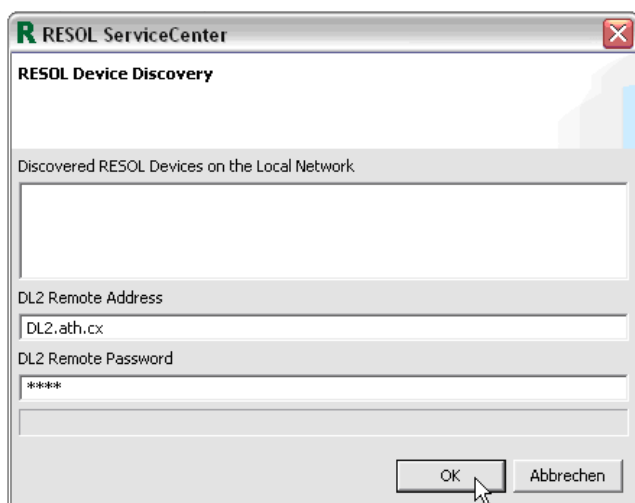 R RESOL ServiceCenter
RESOL Device Discovery
Discovered RESOL Devices on the Local Network
DL2 Remote Address
DL2.ath.cx
DL2 Remote Password
****
OK
Abbrechen